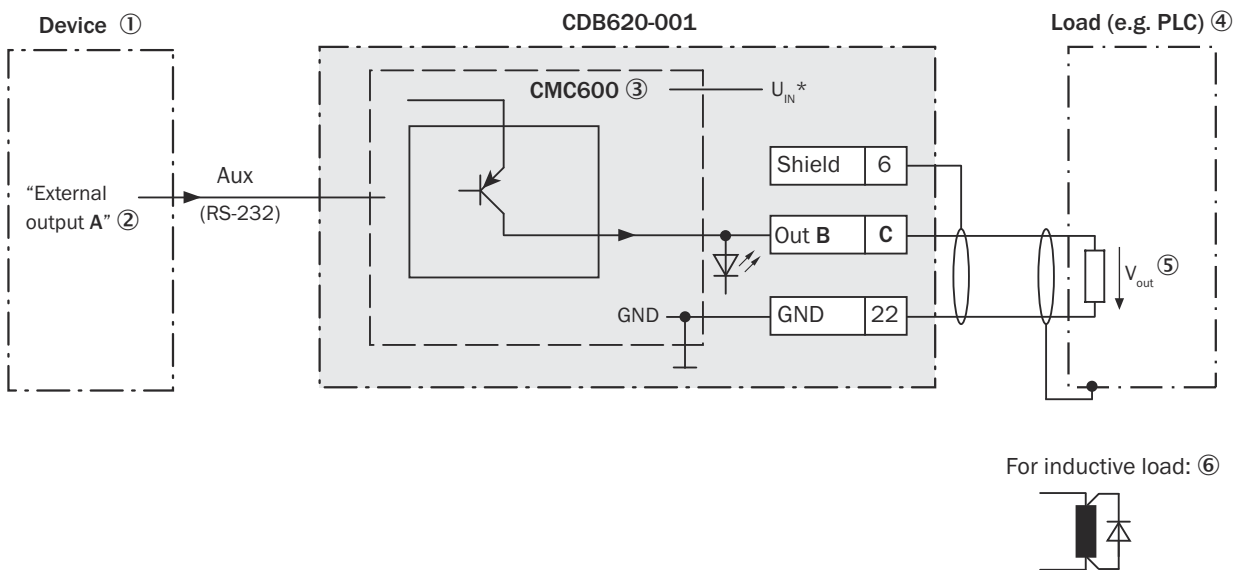 Device ①
CDB620-001
Load (e.g. PLC) ④
CMC600 ③
U_IN*
Shield 6
Aux
(RS-232)
“External
output A” ②
Out B C
V_out ⑤
GND
GND 22
For inductive load: ⑥